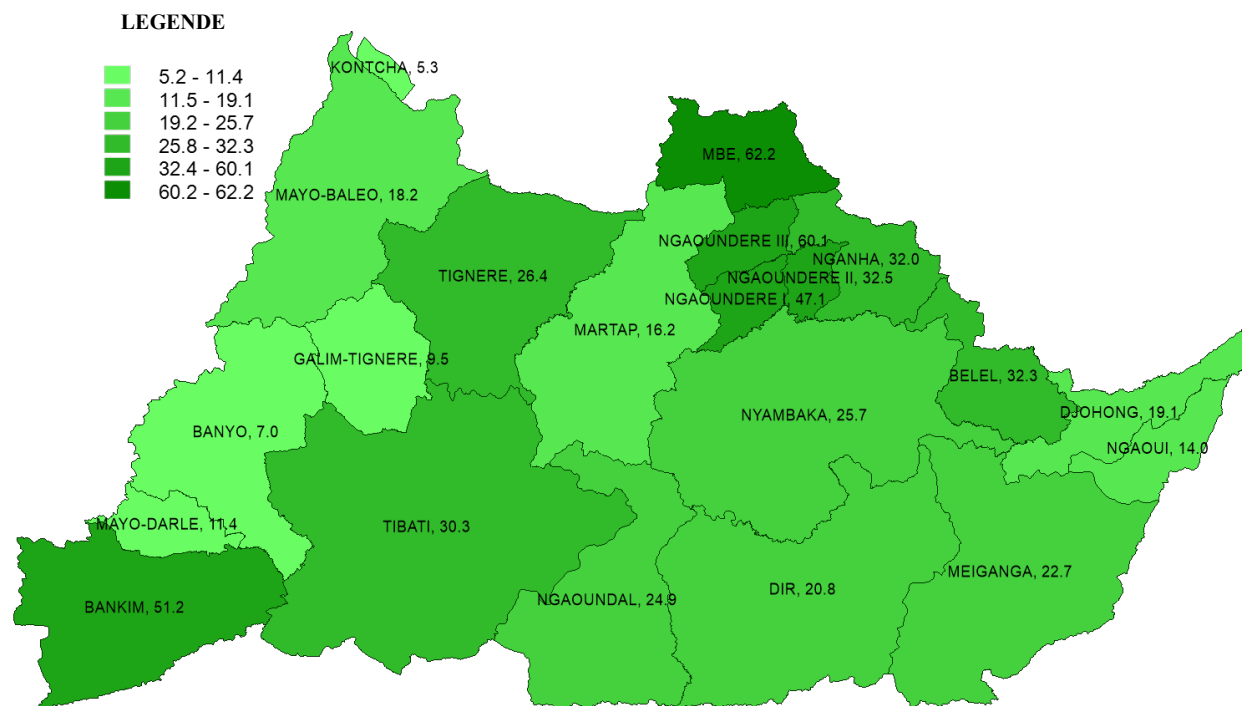 LEGENDE
5.2 - 11.4
11.5 - 19.1
19.2 - 25.7
25.8 - 32.3
32.4 - 60.1
60.2 - 62.2
KONTCHA, 5.3
MBE, 62.2
MAYO-BALEO, 18.2
NGAOUNDERE III, 60.1
NGANHA, 32.0
TIGNERE, 26.4
NGAOUNDERE II, 32.5
NGAOUNDERE I, 47.1
MARTAP, 16.2
GALIM-TIGNERE, 9.5
BELEL, 32.3
NYAMBAKA, 25.7
DJOHONG, 19.1
BANYO, 7.0
NGAOUI, 14.0
MAYO-DARLE, 11.4
TIBATI, 30.3
MEIGANGA, 22.7
DIR, 20.8
NGAOUNDAL, 24.9
BANKIM, 51.2